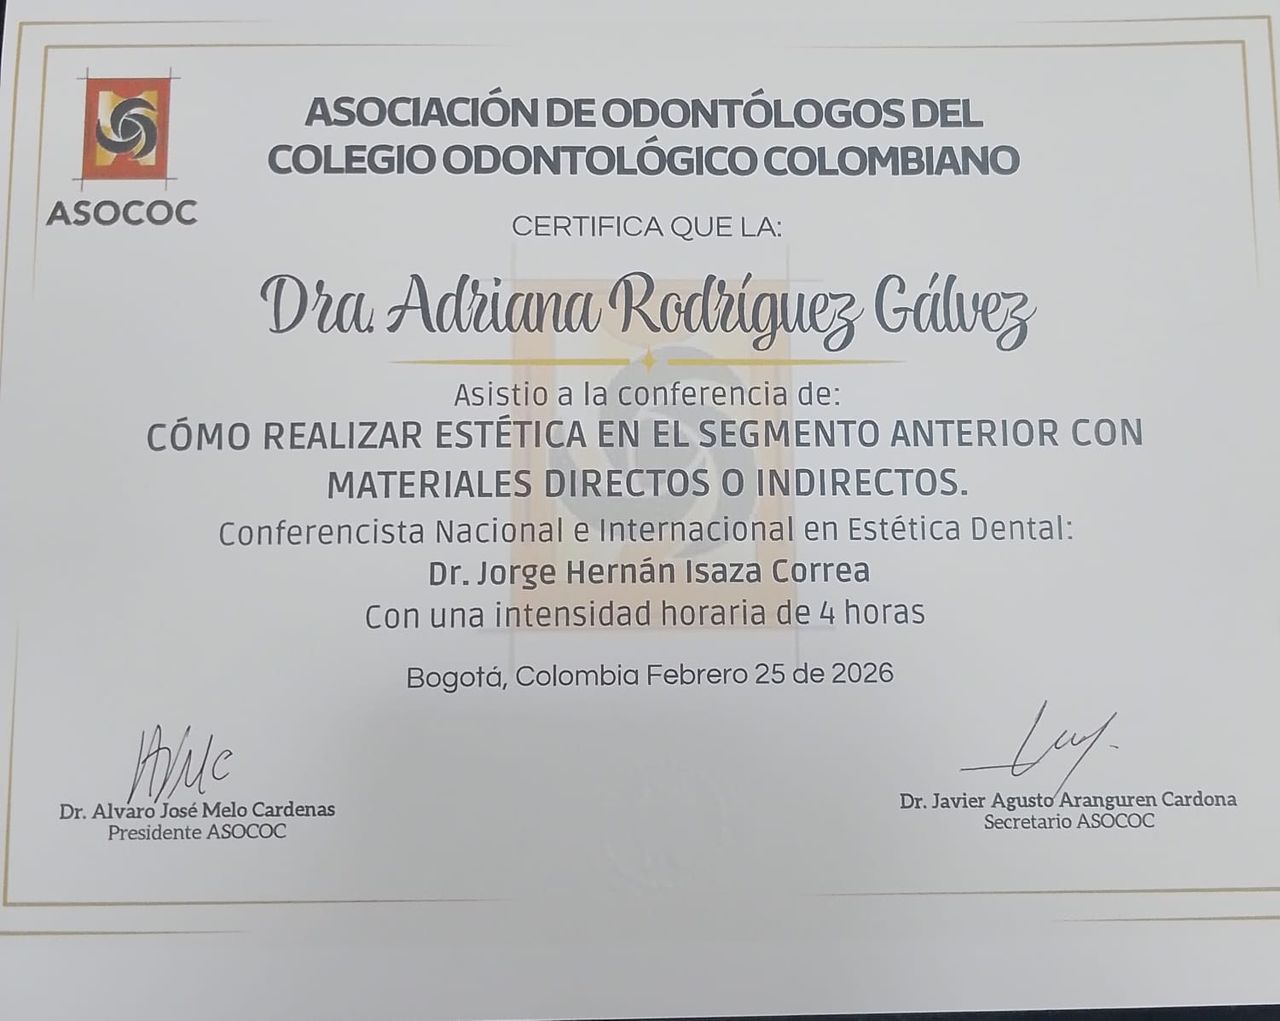 ASOCOC
ASOCIACIÓN DE ODONTÓLOGOS DEL
COLEGIO ODONTOLÓGICO COLOMBIANO
CERTIFICA QUE LA:
Dra. Adriana Rodríguez Gálvez
Asistio a la conferencia de:
CÓMO REALIZAR ESTÉTICA EN EL SEGMENTO ANTERIOR CON
MATERIALES DIRECTOS O INDIRECTOS.
Conferencista Nacional e Internacional en Estética Dental:
Dr. Jorge Hernán Isaza Correa
Con una intensidad horaria de 4 horas
Bogotá, Colombia Febrero 25 de 2026
Dr. Alvaro José Melo Cardenas
Presidente ASOCOC
Dr. Javier Agusto Aranguren Cardona
Secretario ASOCOC